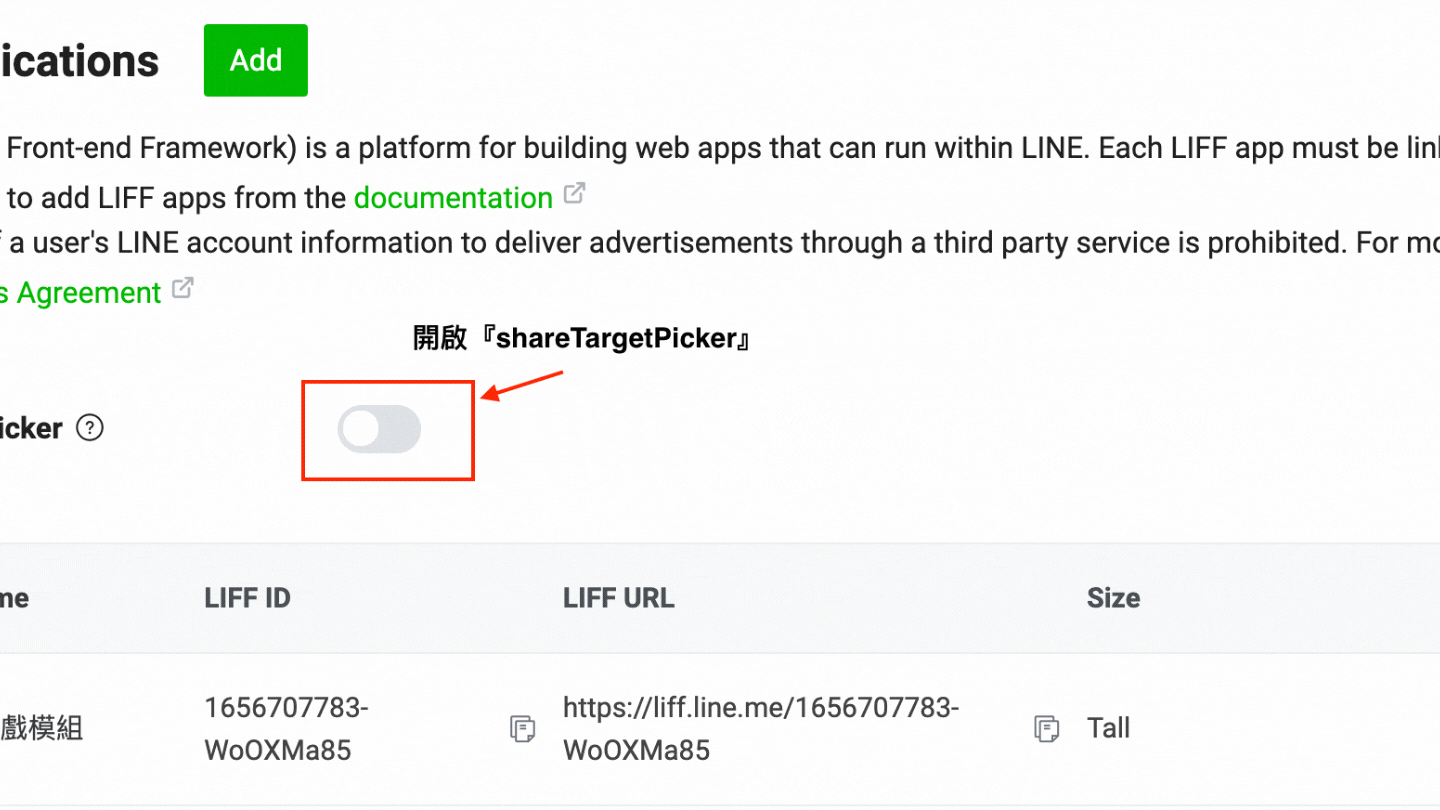 ications
Add
Front-end Framework) is a platform for building web apps that can run within LINE. Each LIFF app must be lin
to add LIFF apps from the documentation
a user's LINE account information to deliver advertisements through a third party service is prohibited. For mo
s Agreement
開啟『shareTargetPicker』
icker ?
me
LIFF ID
LIFF URL
Size
戲模組
1656707783-
WoOXMa85
https://liff.line.me/1656707783-
WoOXMa85
Tall